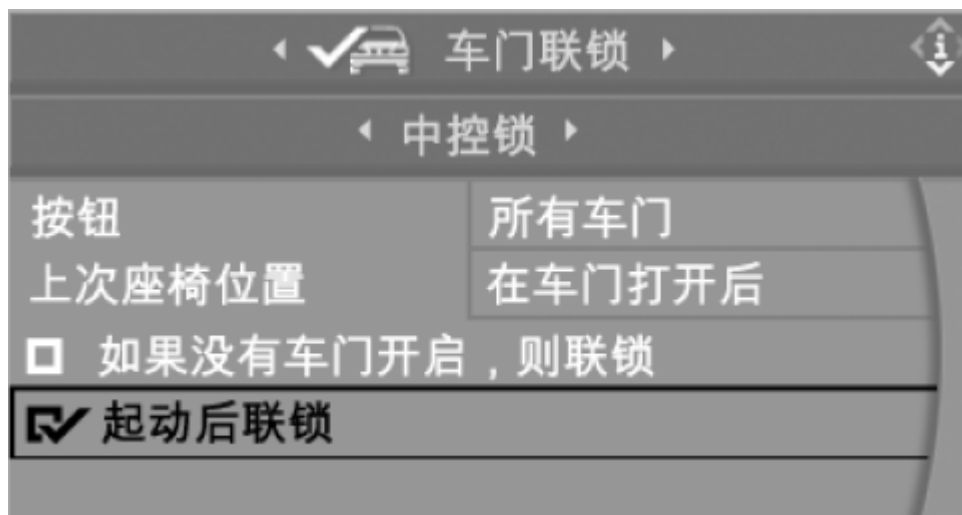 车门联锁
中控锁
按钮 所有车门
上次座椅位置 在车门打开后
如果没有车门开启，则联锁
起动后联锁